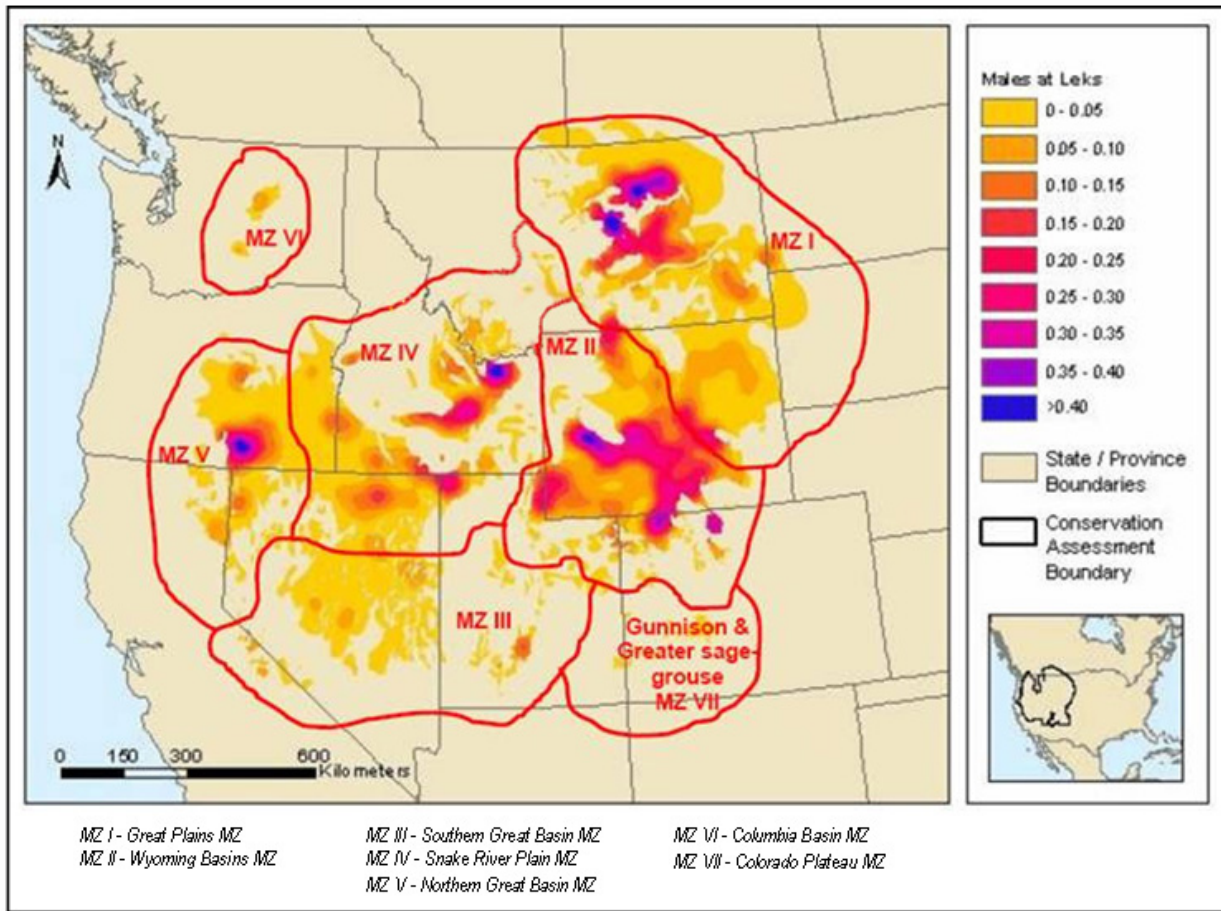 N
MZ VI
MZ I
MZ IV
MZ II
MZ V
MZ III
Gunnison &
Greater sage-
grouse
MZ VII
0 150 300 600
Kilometers
Males at Leks
0 - 0.05
0.05 - 0.10
0.10 - 0.15
0.15 - 0.20
0.20 - 0.25
0.25 - 0.30
0.30 - 0.35
0.35 - 0.40
>0.40
State / Province
Boundaries
Conservation
Assessment
Boundary
MZ I - Great Plains MZ
MZ II - Wyoming Basins MZ
MZ III - Southern Great Basin MZ
MZ IV - Snake River Plain MZ
MZ V - Northern Great Basin MZ
MZ VI - Columbia Basin MZ
MZ VII - Colorado Plateau MZ